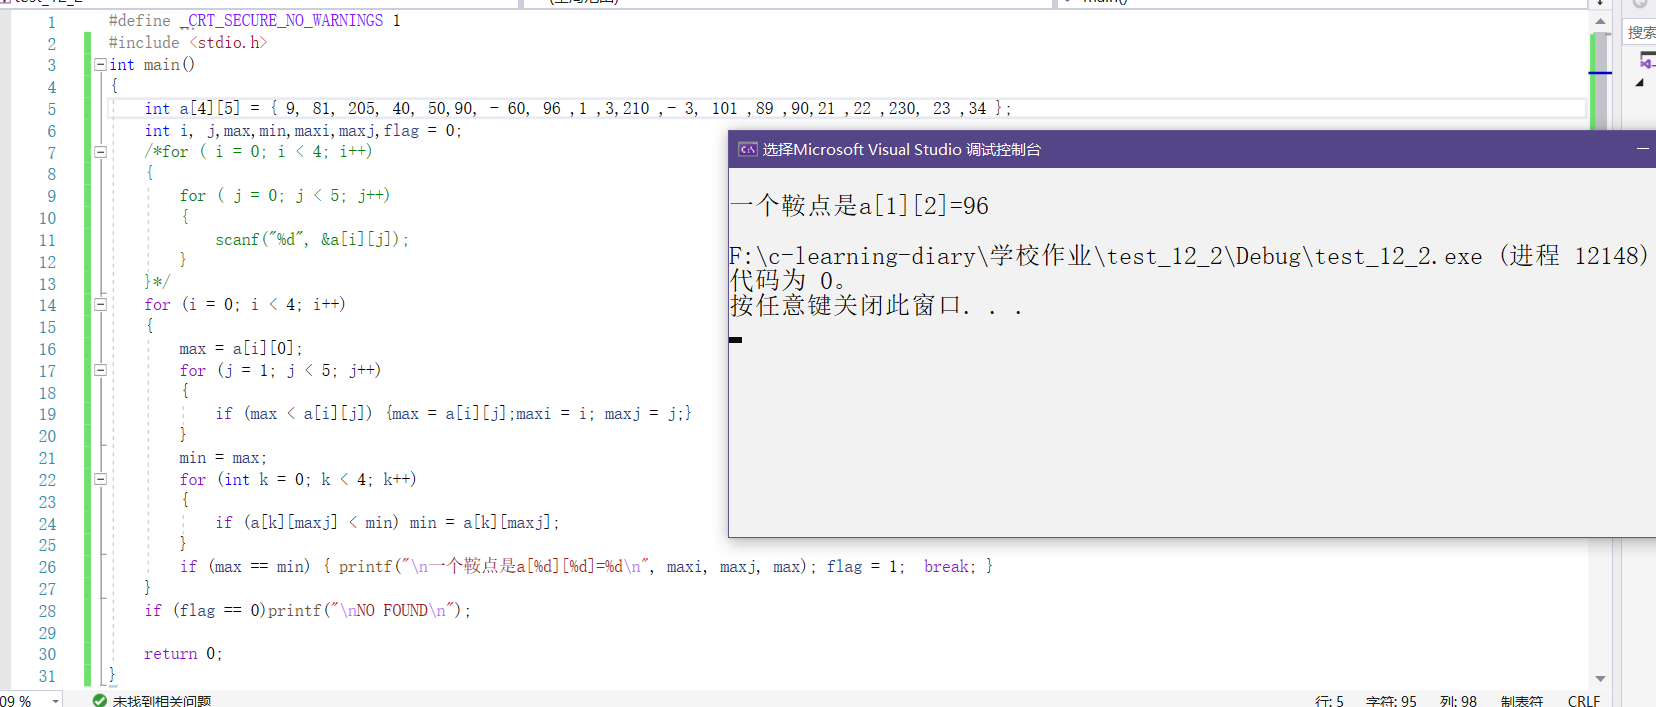 1 #define _CRT_SECURE_NO_WARNINGS 1
2 #include <stdio.h>
3 int main()
4 {
5 int a[4][5] = { 9, 81, 205, 40, 50,90, - 60, 96 ,1 ,3,210 ,- 3, 101 ,89 ,90,21 ,22 ,230, 23 ,34 };
6 int i, j,max,min,maxi,maxj,flag = 0;
7 /*for ( i = 0; i < 4; i++)
8 {
9 for ( j = 0; j < 5; j++)
10 {
11 scanf("%d", &a[i][j]);
12 }
13 }*/
14 for (i = 0; i < 4; i++)
15 {
16 max = a[i][0];
17 for (j = 1; j < 5; j++)
18 {
19 if (max < a[i][j]) {max = a[i][j];maxi = i; maxj = j;}
20 }
21 min = max;
22 for (int k = 0; k < 4; k++)
23 {
24 if (a[k][maxj] < min) min = a[k][maxj];
25 }
26 if (max == min) { printf("\n一个鞍点是a[%d][%d]=%d\n", maxi, maxj, max); flag = 1; break; }
27 }
28 if (flag == 0)printf("\nNO FOUND\n");
29
30 return 0;
31 }
选择Microsoft Visual Studio 调试控制台
一个鞍点是a[1][2]=96
F:\c-learning-diary\学校作业\test_12_2\Debug\test_12_2.exe (进程 12148)
代码为 0。
按任意键关闭此窗口. . .
搜索
09 %
未找到相关问题
行: 5 字符: 95 列: 98 制表符 CRLF